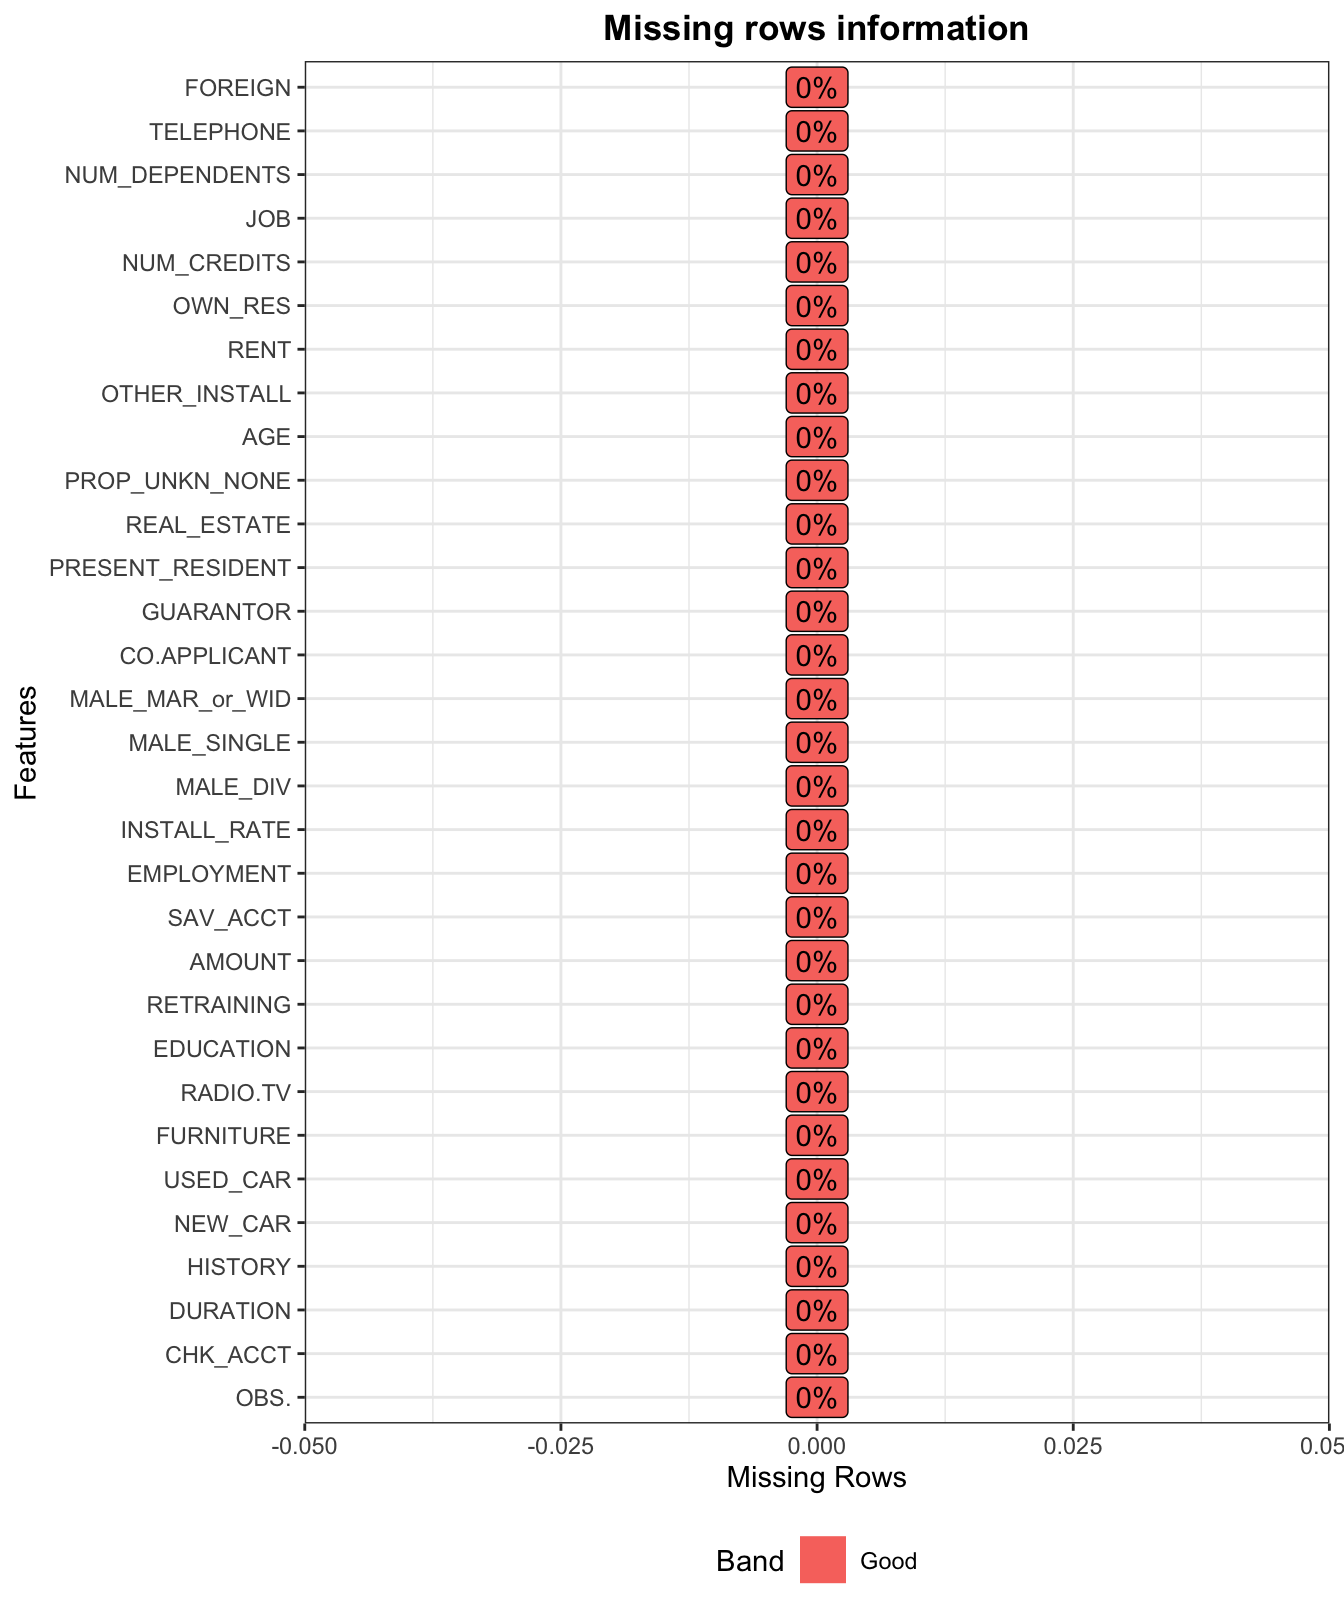 Missing rows information
FOREIGN 0%
TELEPHONE 0%
NUM_DEPENDENTS 0%
JOB 0%
NUM_CREDITS 0%
OWN_RES 0%
RENT 0%
OTHER_INSTALL 0%
AGE 0%
PROP_UNKN_NONE 0%
REAL_ESTATE 0%
PRESENT_RESIDENT 0%
GUARANTOR 0%
CO.APPLICANT 0%
MALE_MAR_or_WID 0%
MALE_SINGLE 0%
MALE_DIV 0%
INSTALL_RATE 0%
EMPLOYMENT 0%
SAV_ACCT 0%
AMOUNT 0%
RETRAINING 0%
EDUCATION 0%
RADIO.TV 0%
FURNITURE 0%
USED_CAR 0%
NEW_CAR 0%
HISTORY 0%
DURATION 0%
CHK_ACCT 0%
OBS. 0%
Features
-0.050 -0.025 0.000 0.025 0.05
Missing Rows
Band Good